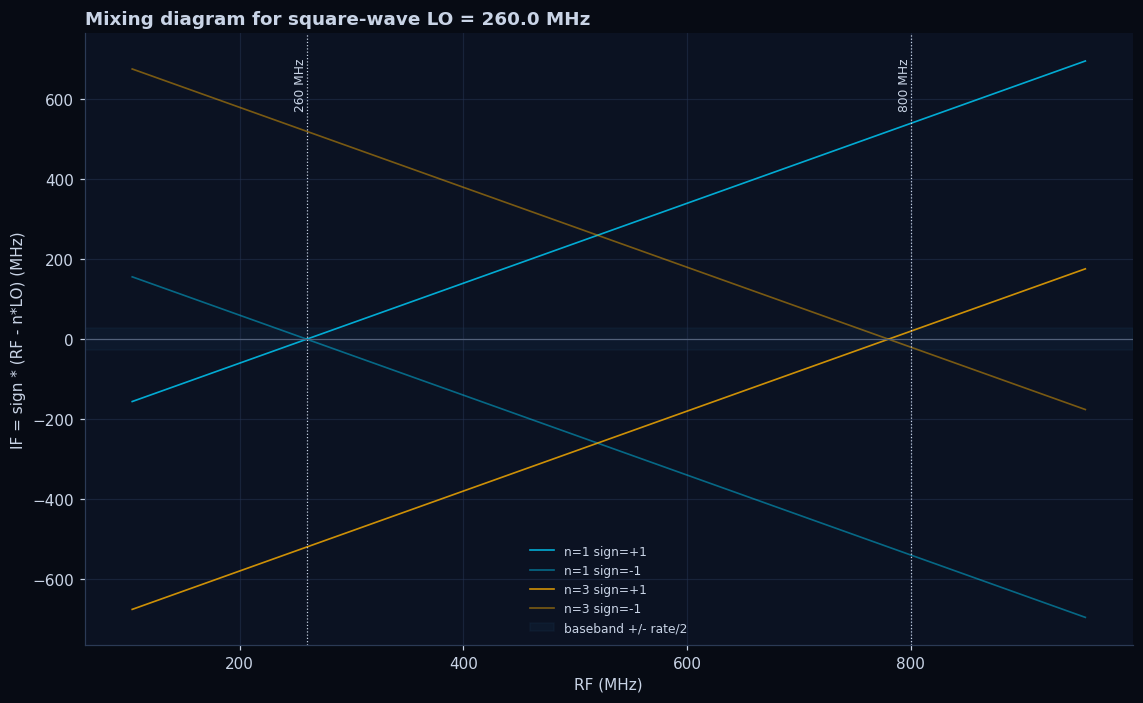 Mixing diagram for square-wave LO = 260.0 MHz
260 MHz
800 MHz
IF = sign * (RF - n*LO) (MHz)
600
400
200
0
−200
−400
−600
n=1 sign=+1
n=1 sign=-1
n=3 sign=+1
n=3 sign=-1
baseband +/- rate/2
200
400
600
800
RF (MHz)